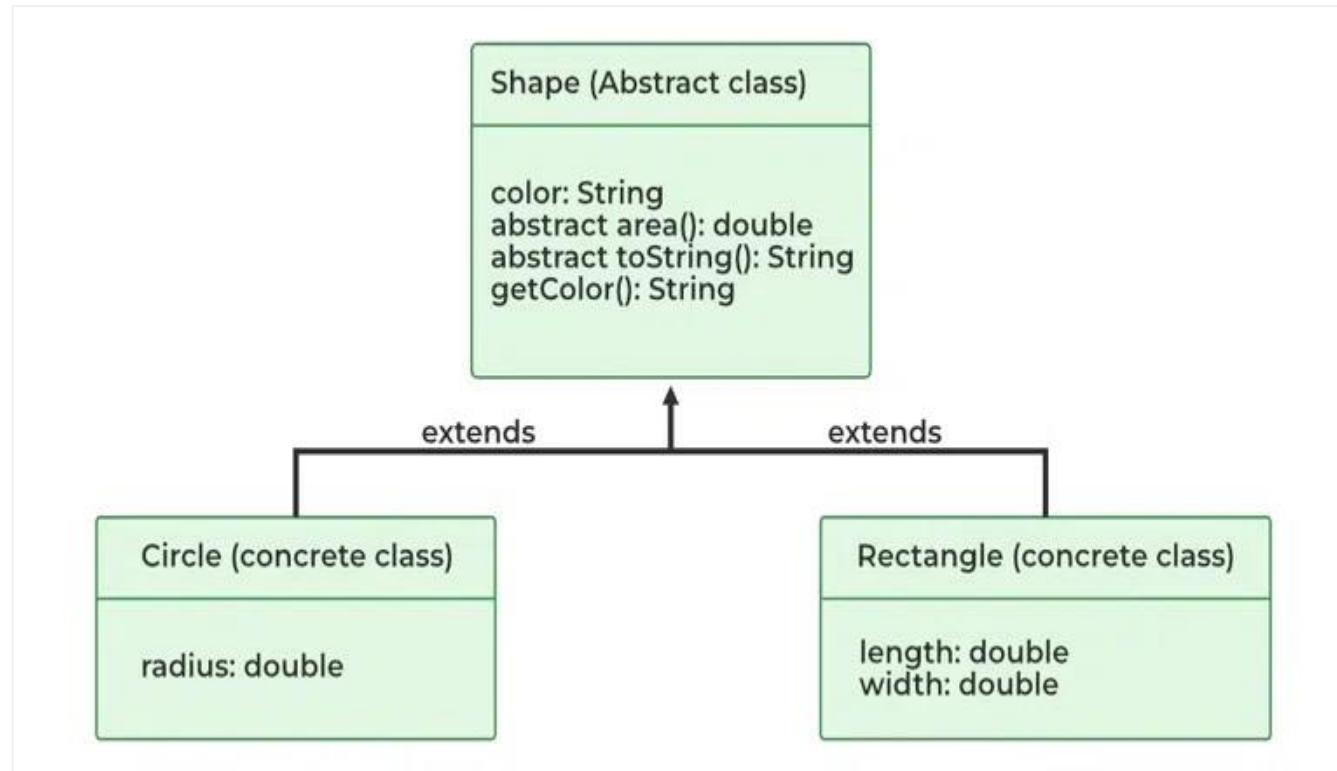 Shape (Abstract class)
color: String
abstract area(): double
abstract toString(): String
getColor(): String
extends
extends
Circle (concrete class)
radius: double
Rectangle (concrete class)
length: double
width: double